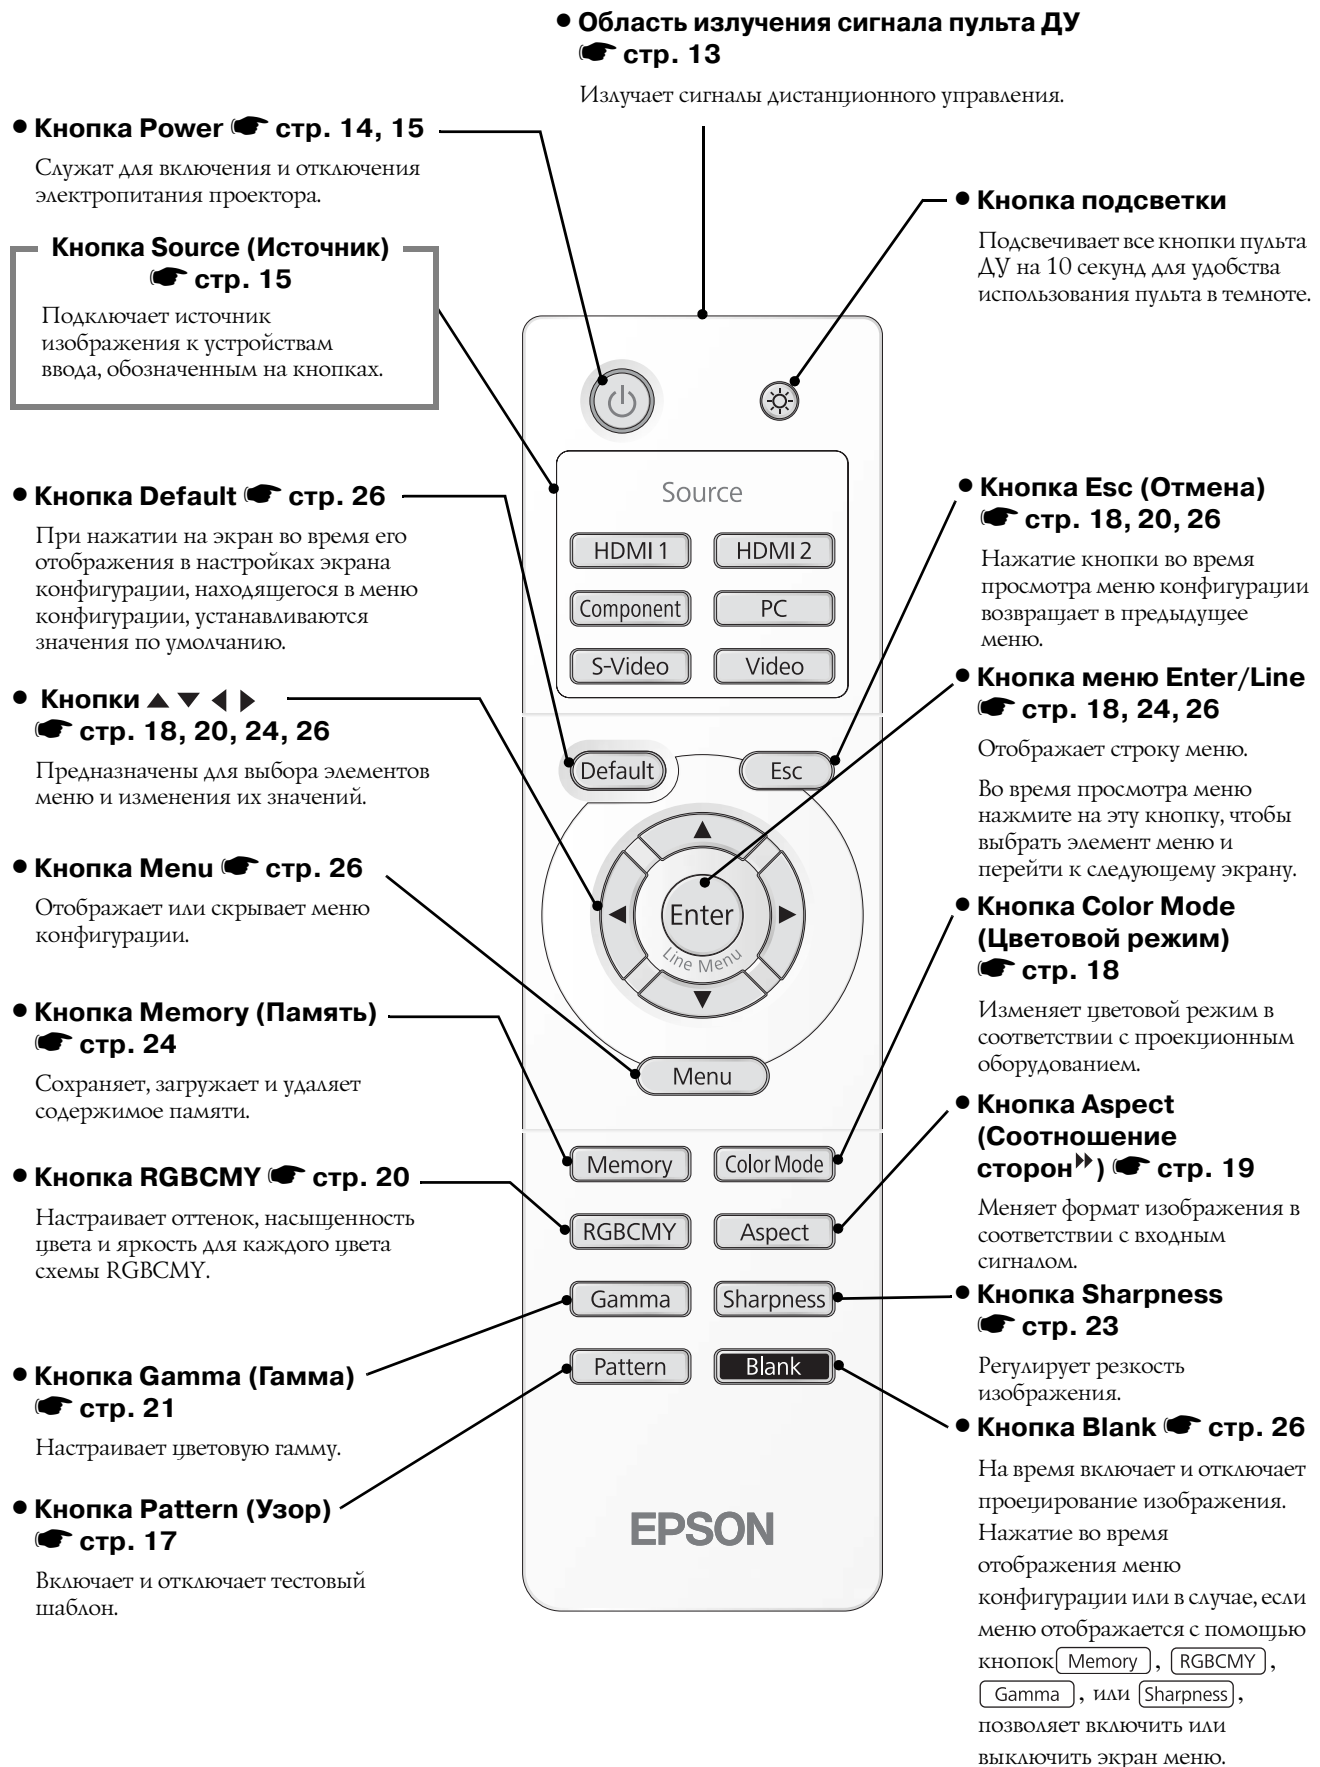 ● Область излучения сигнала пульта ДУ
☛ стр. 13
Излучает сигналы дистанционного управления.
● Кнопка Power ☛ стр. 14, 15
Служат для включения и отключения
электропитания проектора.
Кнопка Source (Источник)
☛ стр. 15
Подключает источник
изображения к устройствам
ввода, обозначенным на кнопках.
● Кнопка Default ☛ стр. 26
При нажатии на экран во время его
отображения в настройках экрана
конфигурации, находящегося в меню
конфигурации, устанавливаются
значения по умолчанию.
● Кнопки ▲ ▼ ◀ ▶
☛ стр. 18, 20, 24, 26
Предназначены для выбора элементов
меню и изменения их значений.
● Кнопка Menu ☛ стр. 26
Отображает или скрывает меню
конфигурации.
● Кнопка Memory (Память)
☛ стр. 24
Сохраняет, загружает и удаляет
содержимое памяти.
● Кнопка RGBCMY ☛ стр. 20
Настраивает оттенок, насыщенность
цвета и яркость для каждого цвета
схемы RGBCMY.
● Кнопка Gamma (Гамма)
☛ стр. 21
Настраивает цветовую гамму.
● Кнопка Pattern (Узор)
☛ стр. 17
Включает и отключает тестовый
шаблон.
Source
HDMI 1 HDMI 2
Component PC
S-Video Video
Default Esc
Enter
Line Menu
Menu
Memory Color Mode
RGBCMY Aspect
Gamma Sharpness
Pattern Blank
EPSON
● Кнопка подсветки
Подсвечивает все кнопки пульта
ДУ на 10 секунд для удобства
использования пульта в темноте.
● Кнопка Esc (Отмена)
☛ стр. 18, 20, 26
Нажатие кнопки во время
просмотра меню конфигурации
возвращает в предыдущее
меню.
● Кнопка меню Enter/Line
☛ стр. 18, 24, 26
Отображает строку меню.
Во время просмотра меню
нажмите на эту кнопку, чтобы
выбрать элемент меню и
перейти к следующему экрану.
● Кнопка Color Mode
(Цветовой режим)
☛ стр. 18
Изменяет цветовой режим в
соответствии с проекционным
оборудованием.
● Кнопка Aspect
(Соотношение
сторон▸▸) ☛ стр. 19
Меняет формат изображения в
соответствии с входным
сигналом.
● Кнопка Sharpness
☛ стр. 23
Регулирует резкость
изображения.
● Кнопка Blank ☛ стр. 26
На время включает и отключает
проецирование изображения.
Нажатие во время
отображения меню
конфигурации или в случае, если
меню отображается с помощью
кнопок Memory , RGBCMY ,
Gamma , или Sharpness ,
позволяет включить или
выключить экран меню.